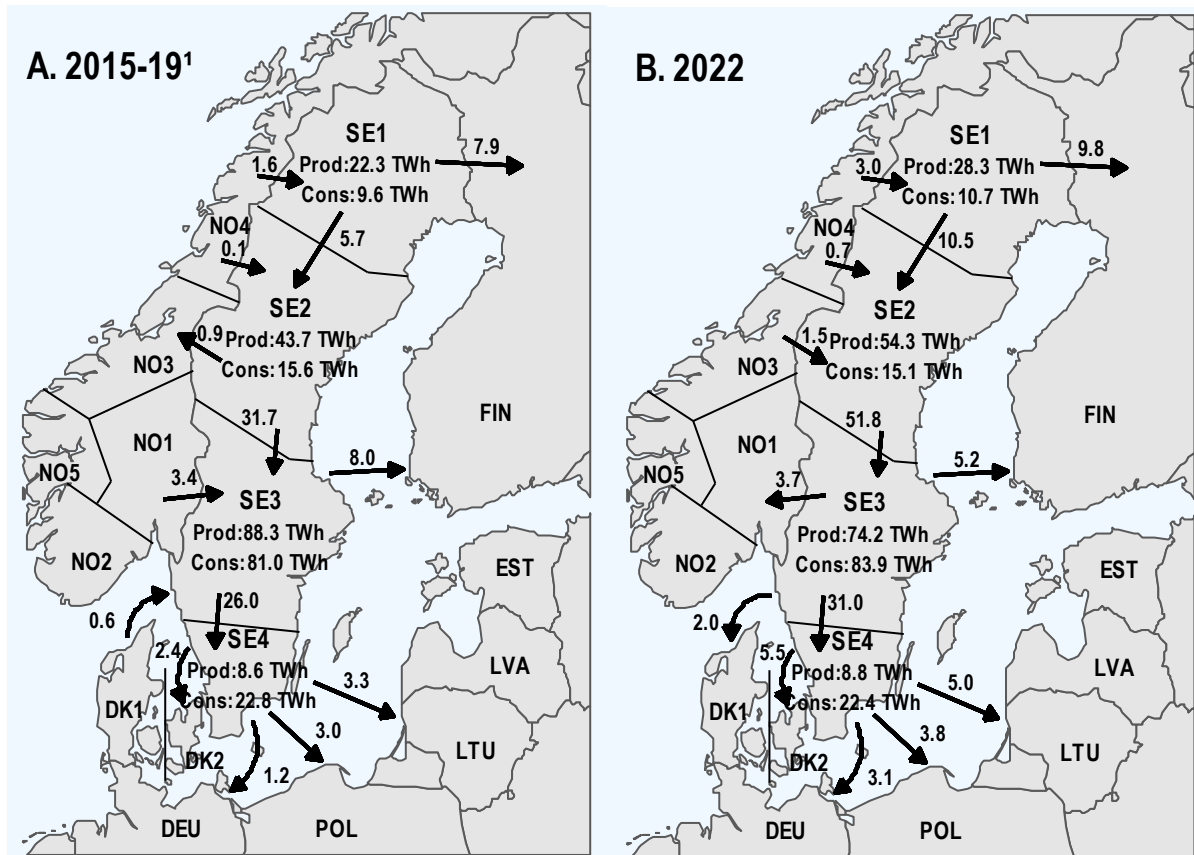 A. 2015-19¹
SE1
Prod:22.3 TWh
Cons:9.6 TWh
7.9
1.6
NO4
0.1
5.7
SE2
Prod:43.7 TWh
Cons:15.6 TWh
0.9
NO3
31.7
FIN
NO1
NO5
3.4
8.0
SE3
Prod:88.3 TWh
Cons:81.0 TWh
NO2
EST
0.6
26.0
SE4
2.4
Prod:8.6 TWh
Cons:22.8 TWh
3.3
LVA
DK1
3.0
LTU
DK2
1.2
DEU
POL
B. 2022
SE1
Prod:28.3 TWh
Cons:10.7 TWh
9.8
3.0
NO4
0.7
10.5
SE2
Prod:54.3 TWh
Cons:15.1 TWh
1.5
NO3
51.8
FIN
NO1
NO5
3.7
5.2
SE3
Prod:74.2 TWh
Cons:83.9 TWh
NO2
EST
2.0
31.0
SE4
5.5
Prod:8.8 TWh
Cons:22.4 TWh
5.0
LVA
DK1
3.8
LTU
DK2
3.1
DEU
POL